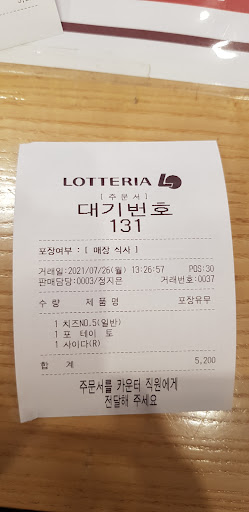 LOTTERIA
[ 주 문 서 ]
대기번호
131
포장여부 : [ 매장 식사 ]
거래일:2021/07/26(월) 13:26:57 POS:30
판매담당:0003/정지은 거래번호:0037
수 량 제 품 명 포장유무
1 치즈NO.5(일반)
1 포 테이 토
1 사이다(R)
합 계 5,200
주문서를 카운터 직원에게
전달해 주세요